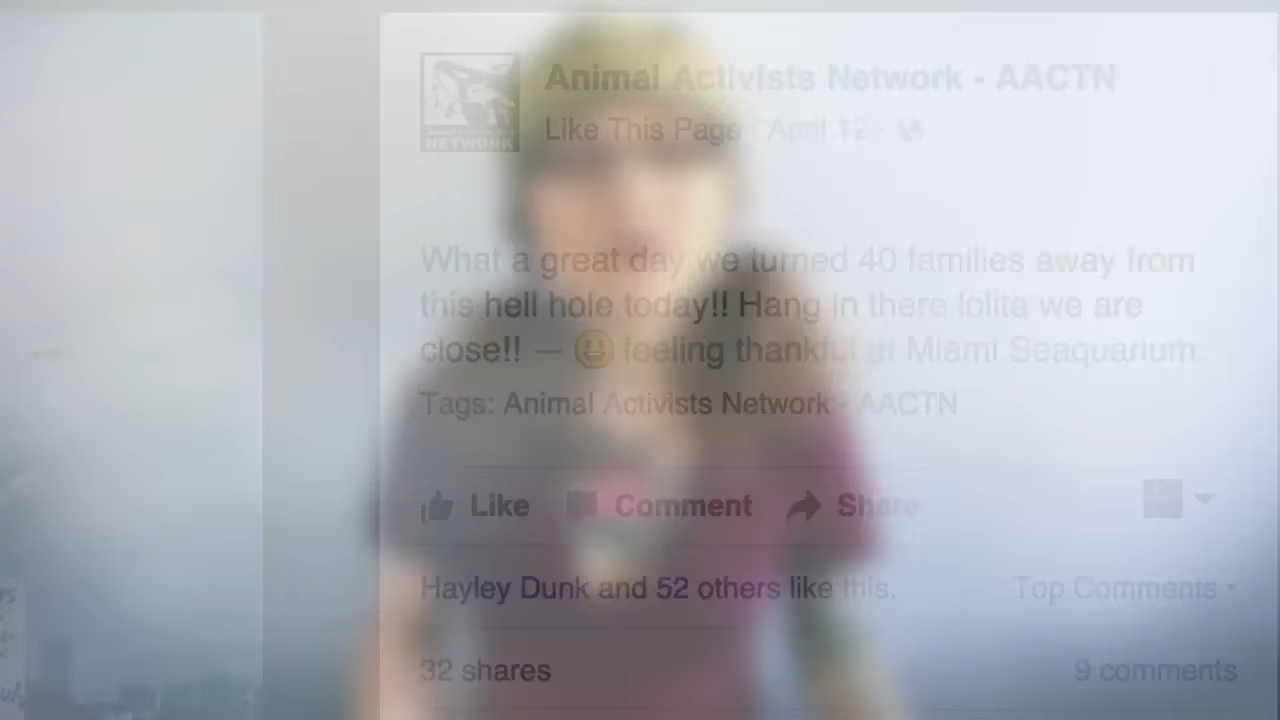 NETWORK
Animal Activists Network - AACTN
Like This Page · April 12 ·
What a great day we turned 40 families away from
this hell hole today!! Hang in there lolita we are
close!! — 😃 feeling thankful at Miami Seaquarium.
Tags: Animal Activists Network - AACTN
Like Comment Share
Hayley Dunk and 52 others like this.
Top Comments
32 shares
9 comments